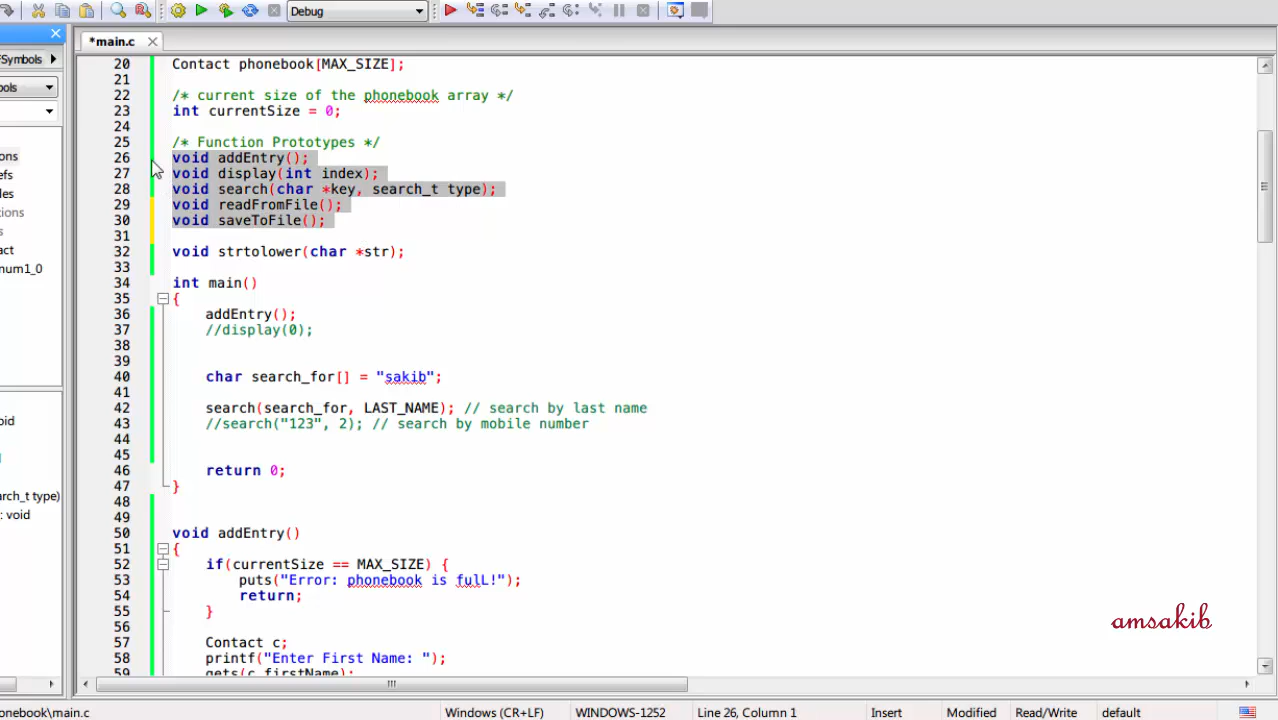 Debug
*main.c
FSymbols
ols
ons
efs
les
ions
s
act
num1_0
oid
arch_t type)
: void
20 Contact phonebook[MAX_SIZE];
21
22 /* current size of the phonebook array */
23 int currentSize = 0;
24
25 /* Function Prototypes */
26 void addEntry();
27 void display(int index);
28 void search(char *key, search_t type);
29 void readFromFile();
30 void saveToFile();
31
32 void strtolower(char *str);
33
34 int main()
35 {
36 addEntry();
37 //display(0);
38
39
40 char search_for[] = "sakib";
41
42 search(search_for, LAST_NAME); // search by last name
43 //search("123", 2); // search by mobile number
44
45
46 return 0;
47 }
48
49
50 void addEntry()
51 {
52 if(currentSize == MAX_SIZE) {
53 puts("Error: phonebook is fulL!");
54 return;
55 }
56
57 Contact c;
58 printf("Enter First Name: ");
59 gets(c.firstName);
amsakib
onebook\main.c
Windows (CR+LF)
WINDOWS-1252
Line 26, Column 1
Insert
Modified
Read/Write
default